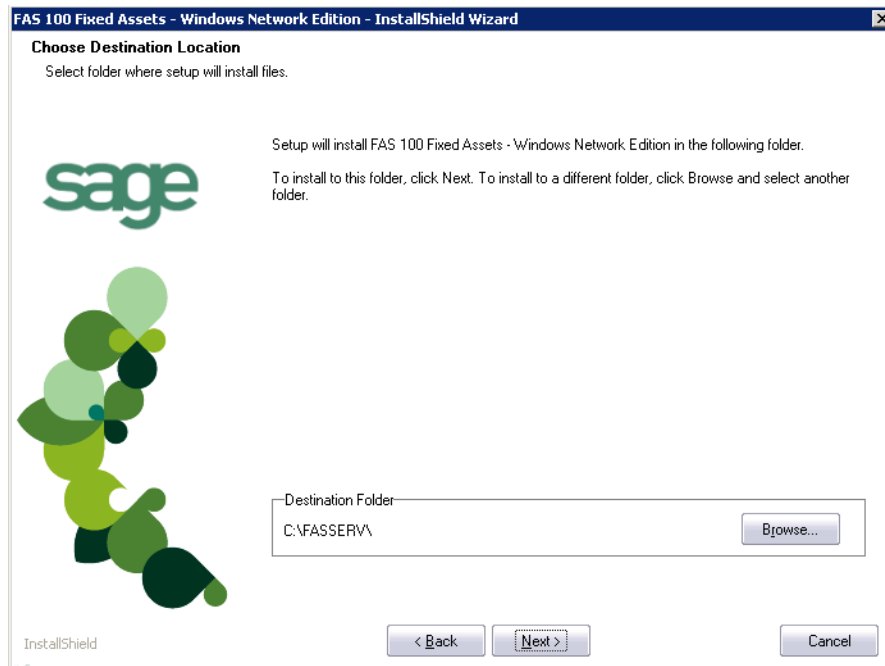 FAS 100 Fixed Assets - Windows Network Edition - InstallShield Wizard
Choose Destination Location
Select folder where setup will install files.
Setup will install FAS 100 Fixed Assets - Windows Network Edition in the following folder.
To install to this folder, click Next. To install to a different folder, click Browse and select another
folder.
sage
Destination Folder
C:\FASSERV\
Browse...
InstallShield
< Back
Next >
Cancel